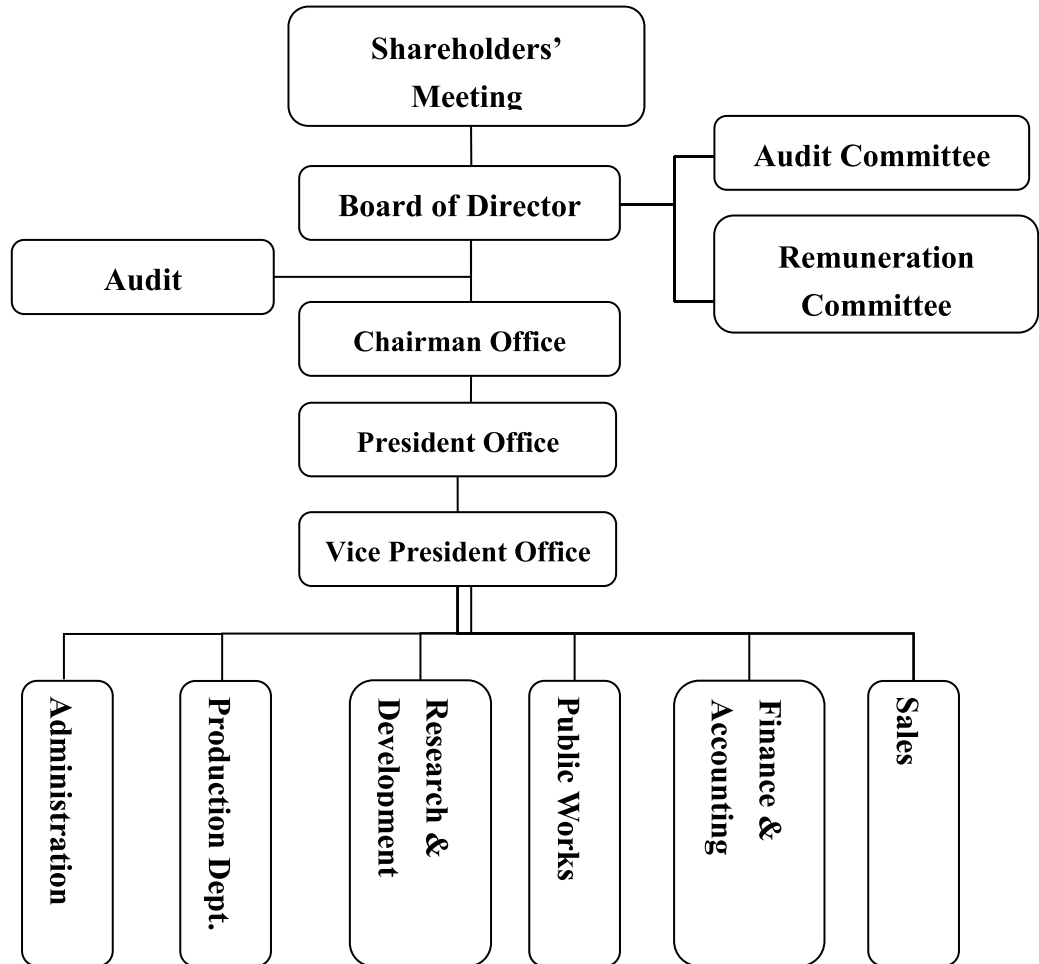 Shareholders’
Meeting
Audit Committee
Board of Director
Remuneration
Committee
Audit
Chairman Office
President Office
Vice President Office
Administration
Production Dept.
Research &
Development
Public Works
Finance &
Accounting
Sales